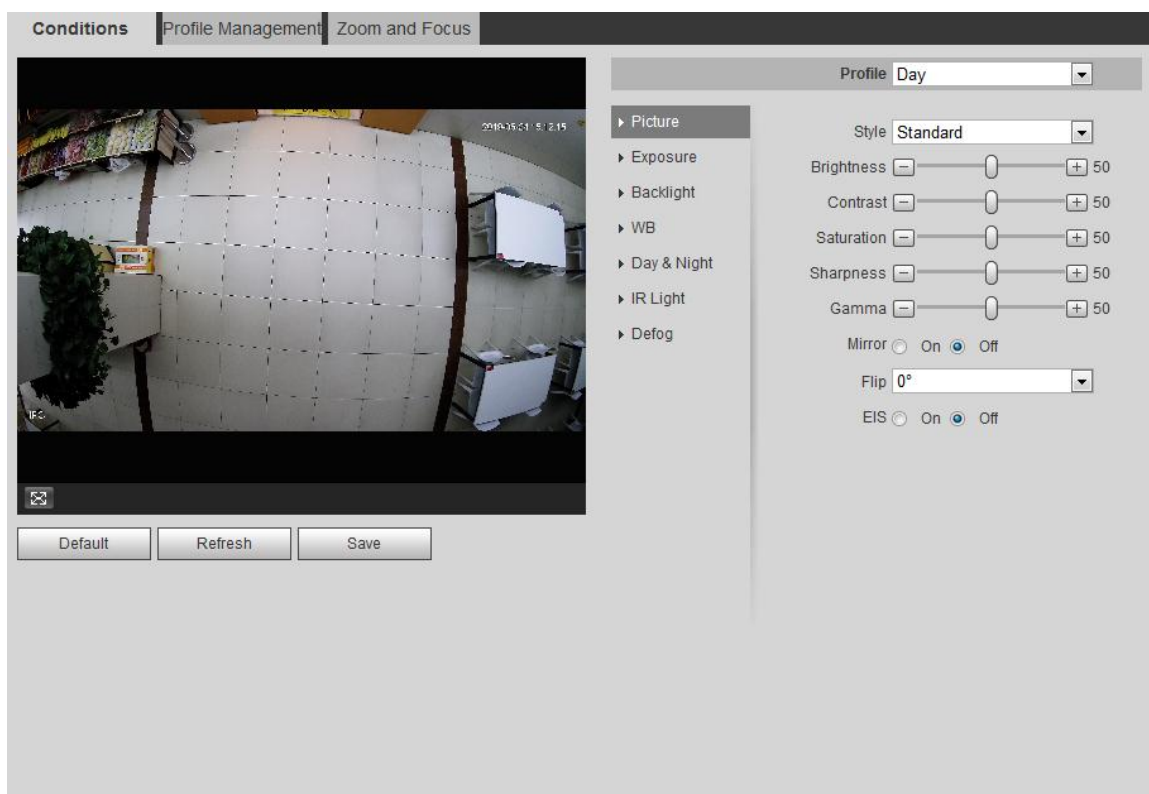 Conditions
Profile Management
Zoom and Focus
Profile Day
Picture
Exposure
Backlight
WB
Day & Night
IR Light
Defog
Style Standard
Brightness 50
Contrast 50
Saturation 50
Sharpness 50
Gamma 50
Mirror On Off
Flip 0°
EIS On Off
IPC
Default
Refresh
Save